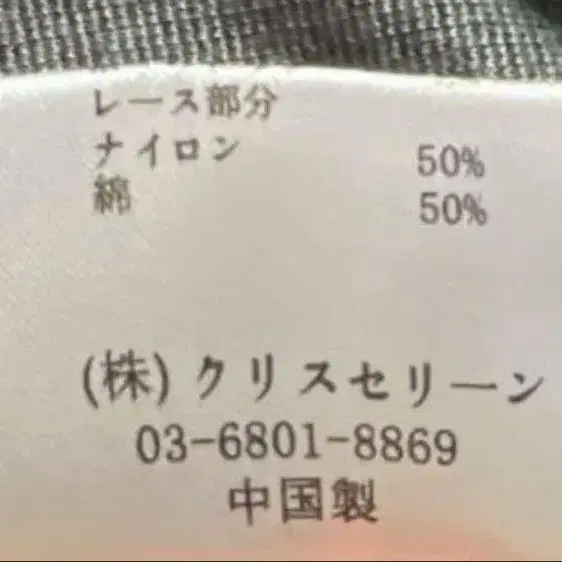 レース部分
ナイロン 50%
綿 50%
(株)クリスセリーン
03-6801-8869
中国製